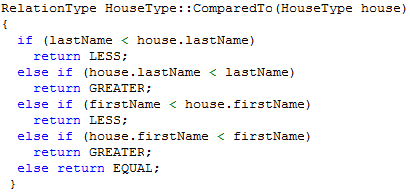 RelationType HouseType::ComparedTo(HouseType house)
{
  if (lastName < house.lastName)
    return LESS;
  else if (house.lastName < lastName)
    return GREATER;
  else if (firstName < house.firstName)
    return LESS;
  else if (house.firstName < firstName)
    return GREATER;
  else return EQUAL;
}